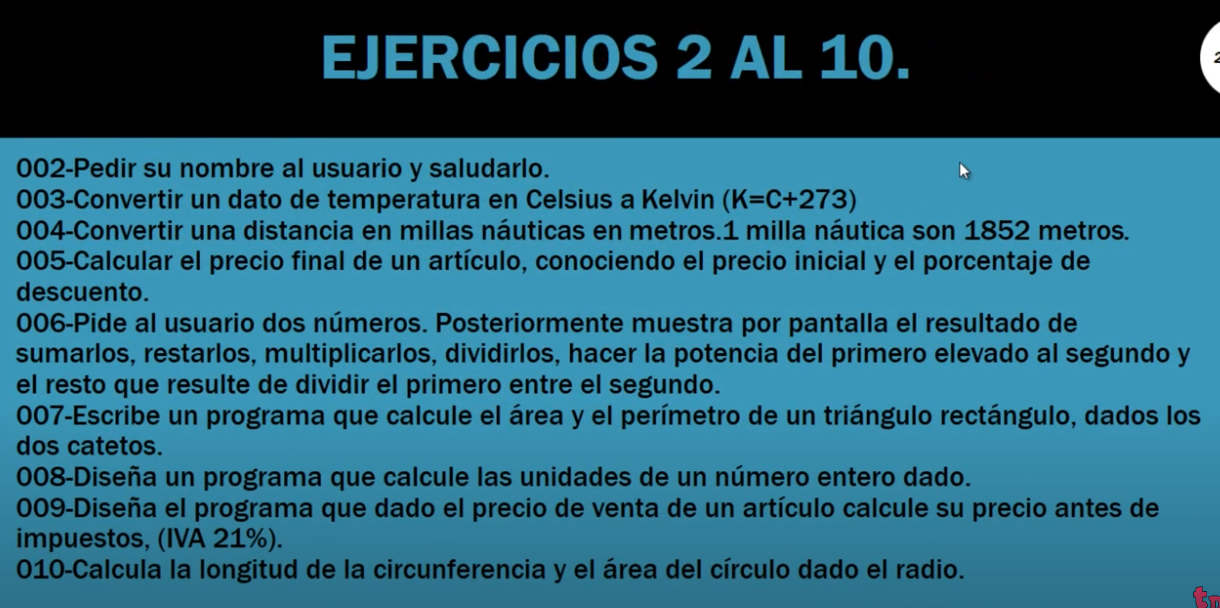 EJERCICIOS 2 AL 10.
2
002-Pedir su nombre al usuario y saludarlo.
003-Convertir un dato de temperatura en Celsius a Kelvin (K=C+273)
004-Convertir una distancia en millas náuticas en metros.1 milla náutica son 1852 metros.
005-Calcular el precio final de un artículo, conociendo el precio inicial y el porcentaje de
descuento.
006-Pide al usuario dos números. Posteriormente muestra por pantalla el resultado de
sumarlos, restarlos, multiplicarlos, dividirlos, hacer la potencia del primero elevado al segundo y
el resto que resulte de dividir el primero entre el segundo.
007-Escribe un programa que calcule el área y el perímetro de un triángulo rectángulo, dados los
dos catetos.
008-Diseña un programa que calcule las unidades de un número entero dado.
009-Diseña el programa que dado el precio de venta de un artículo calcule su precio antes de
impuestos, (IVA 21%).
010-Calcula la longitud de la circunferencia y el área del círculo dado el radio.